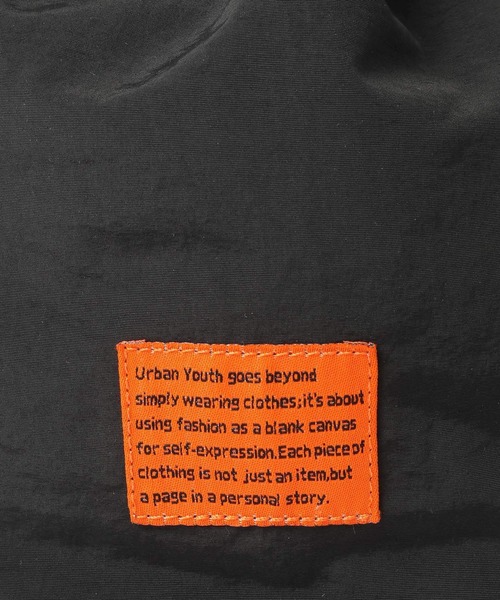 Urban Youth goes beyond
simply wearing clothes;it's about
using fashion as a blank canvas
for self-expression.Each piece of
clothing is not just an item,but
a page in a personal story.